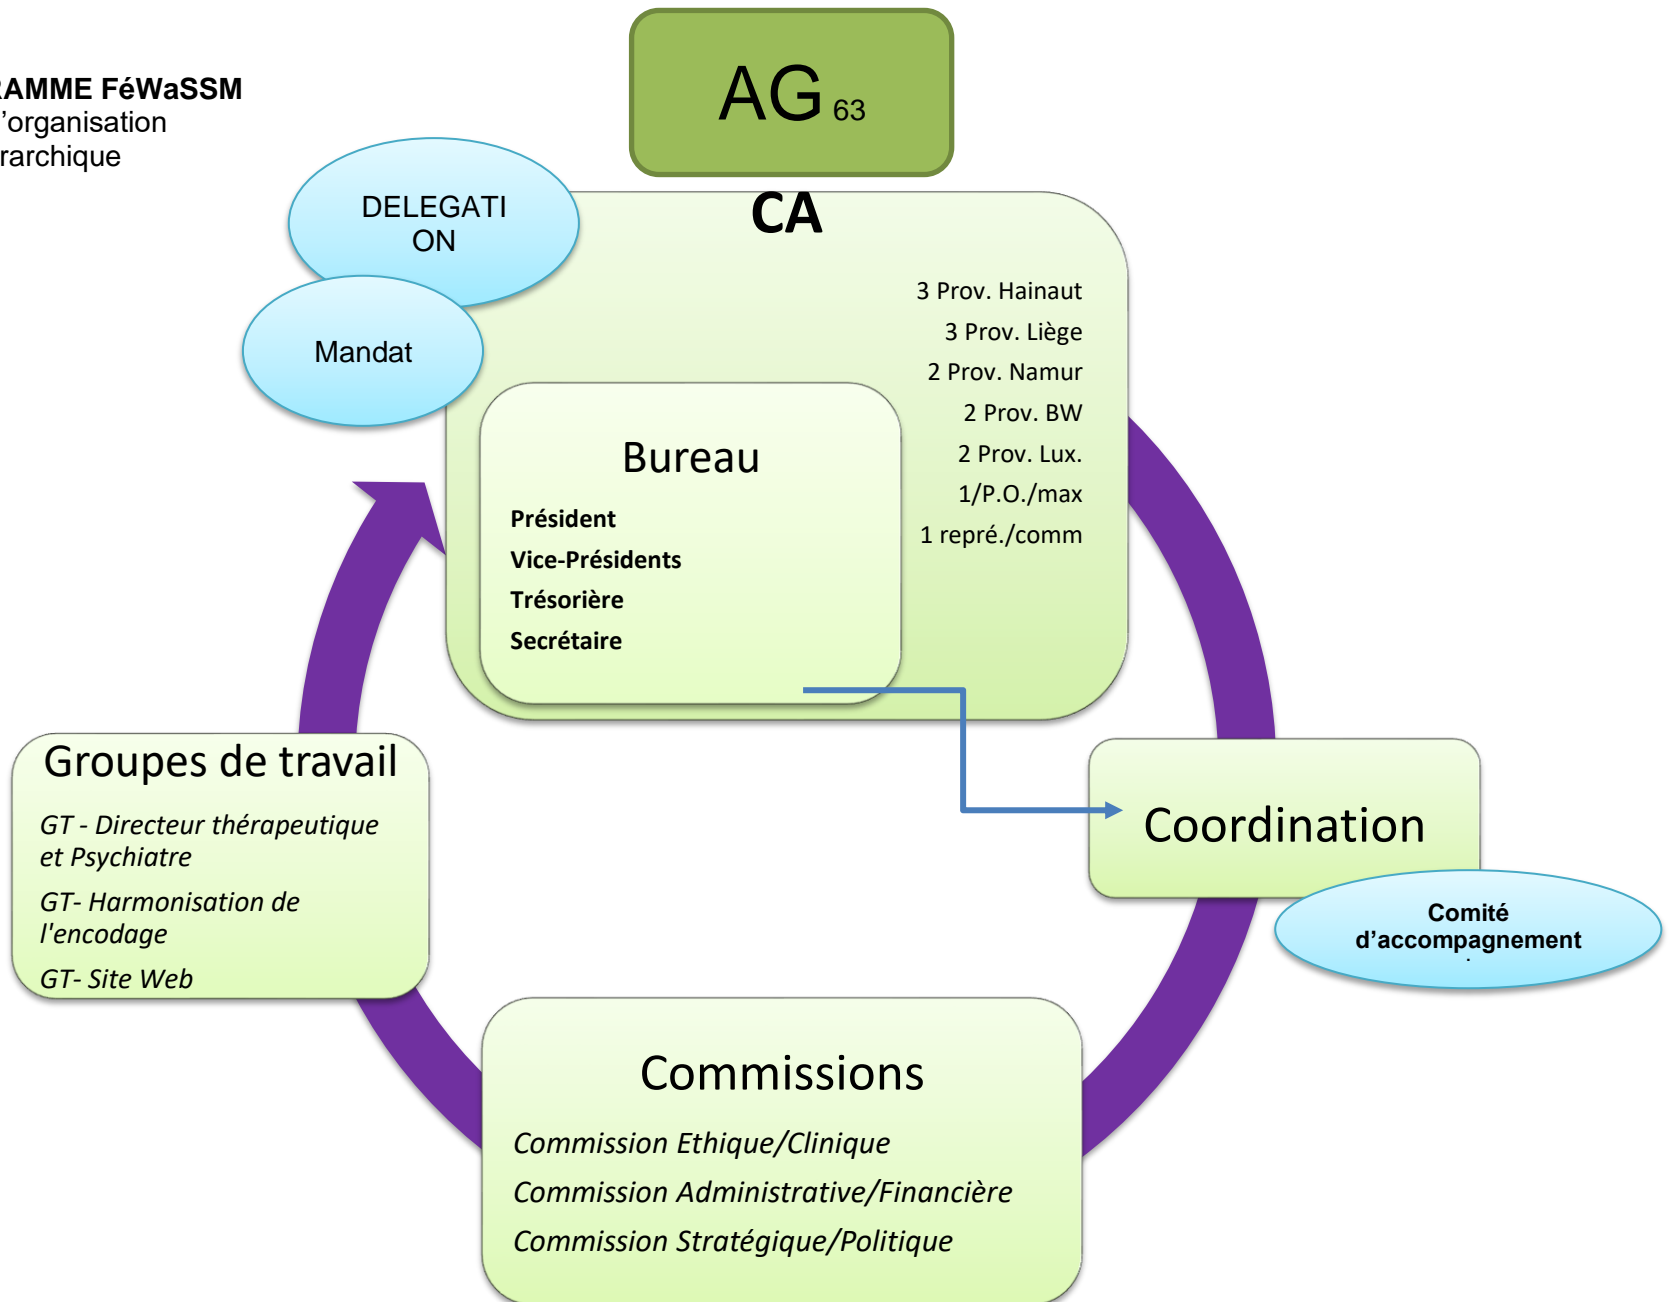 RAMME FéWaSSM
'organisation
rarchique
AG 63
CA
DELEGATI
ON
Mandat
3 Prov. Hainaut
3 Prov. Liège
2 Prov. Namur
2 Prov. BW
2 Prov. Lux.
1/P.O./max
1 repré./comm
Bureau
Président
Vice-Présidents
Trésorière
Secrétaire
Groupes de travail
GT - Directeur thérapeutique
et Psychiatre
GT- Harmonisation de
l'encodage
GT- Site Web
Coordination
Comité
d’accompagnement
Commissions
Commission Ethique/Clinique
Commission Administrative/Financière
Commission Stratégique/Politique